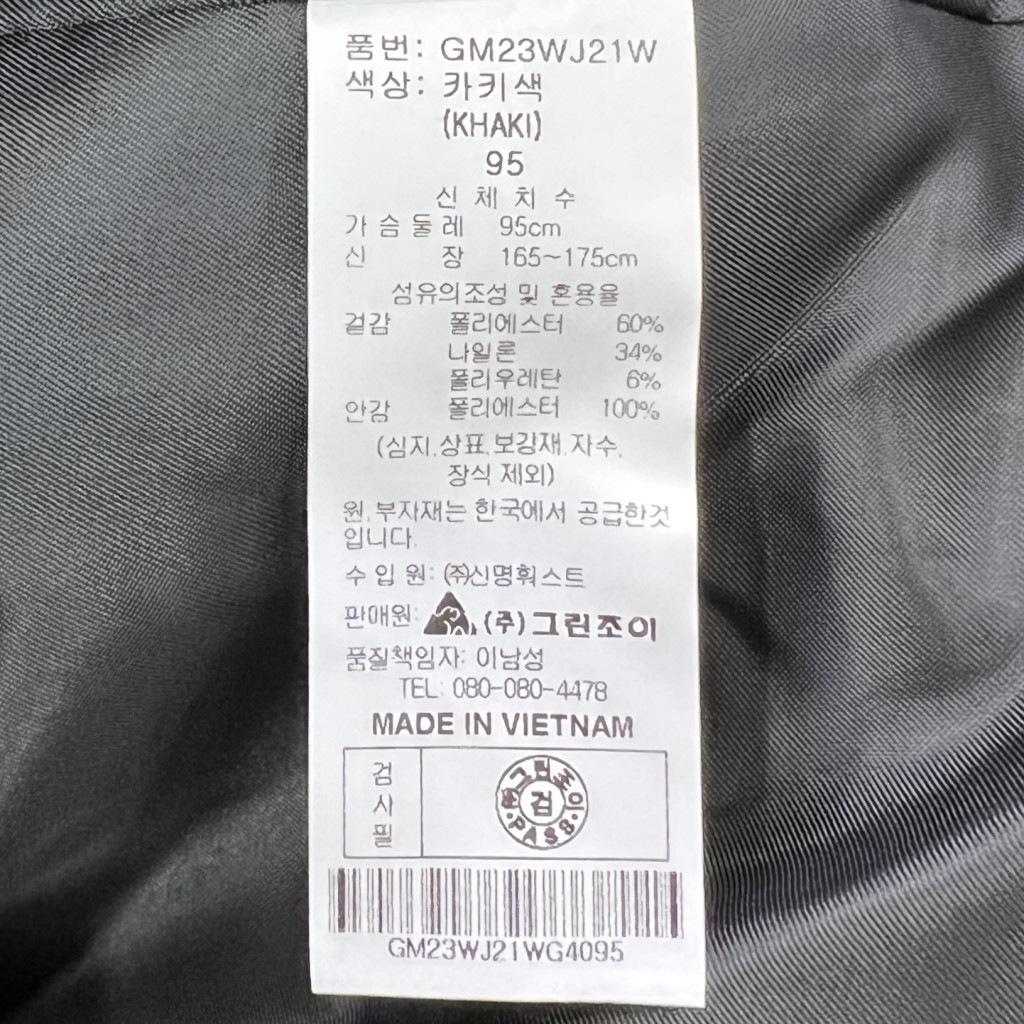 품번: GM23WJ21W
색상: 카키색
(KHAKI)
95
신 체 치 수
가 슴 둘 레 95cm
신 장 165~175cm
섬유의조성 및 혼용율
겉감 폴리에스터 60%
나일론 34%
폴리우레탄 6%
안감 폴리에스터 100%
(심지.상표.보강재.자수.
장식 제외)
원.부자재는 한국에서 공급한것
입니다.
수 입 원: ㈜신명훠스트
판매원: (주)그린조이
품질책임자: 이남성
TEL: 080-080-4478
MADE IN VIETNAM
검
사
필
그린조이
검
PASS
GM23WJ21WG4095